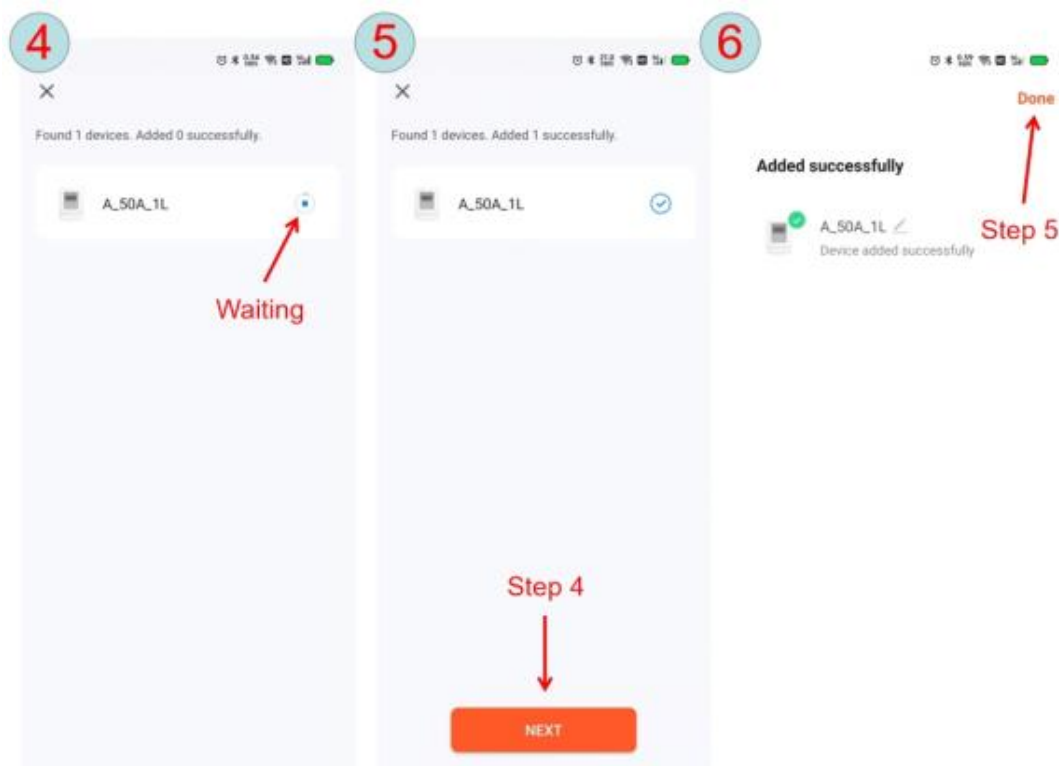 4
×
Found 1 devices. Added 0 successfully.
A_50A_1L
Waiting
5
×
Found 1 devices. Added 1 successfully.
A_50A_1L
Step 4
NEXT
6
Done
Added successfully
A_50A_1L
Device added successfully
Step 5